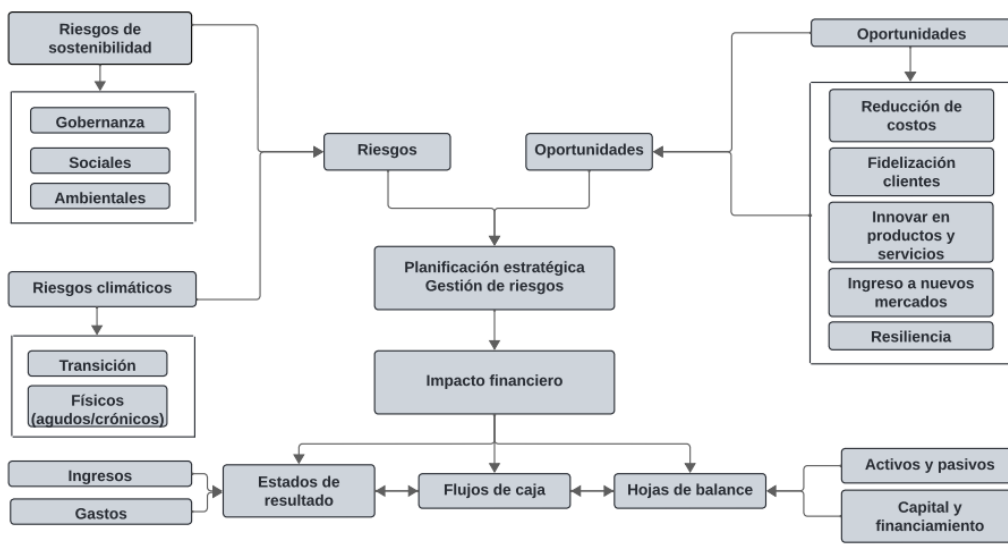 Riesgos de
sostenibilidad
Gobernanza
Sociales
Ambientales
Riesgos climáticos
Transición
Físicos
(agudos/crónicos)
Riesgos
Oportunidades
Oportunidades
Reducción de
costos
Fidelización
clientes
Innovar en
productos y
servicios
Ingreso a nuevos
mercados
Resiliencia
Planificación estratégica
Gestión de riesgos
Impacto financiero
Ingresos
Gastos
Estados de
resultado
Flujos de caja
Hojas de balance
Activos y pasivos
Capital y
financiamiento